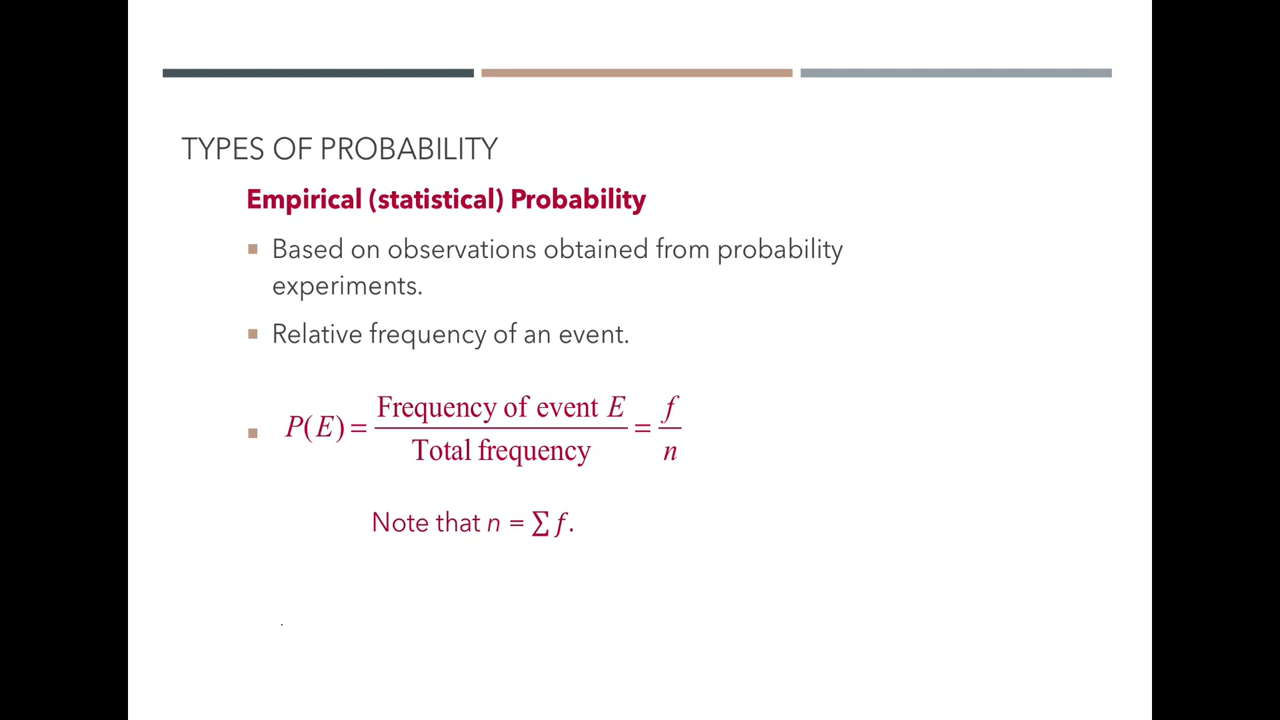 TYPES OF PROBABILITY
Empirical (statistical) Probability
▪ Based on observations obtained from probability
experiments.
▪ Relative frequency of an event.
▪ P(E) = Frequency of event E / Total frequency = f / n
Note that n = ∑ f.
.